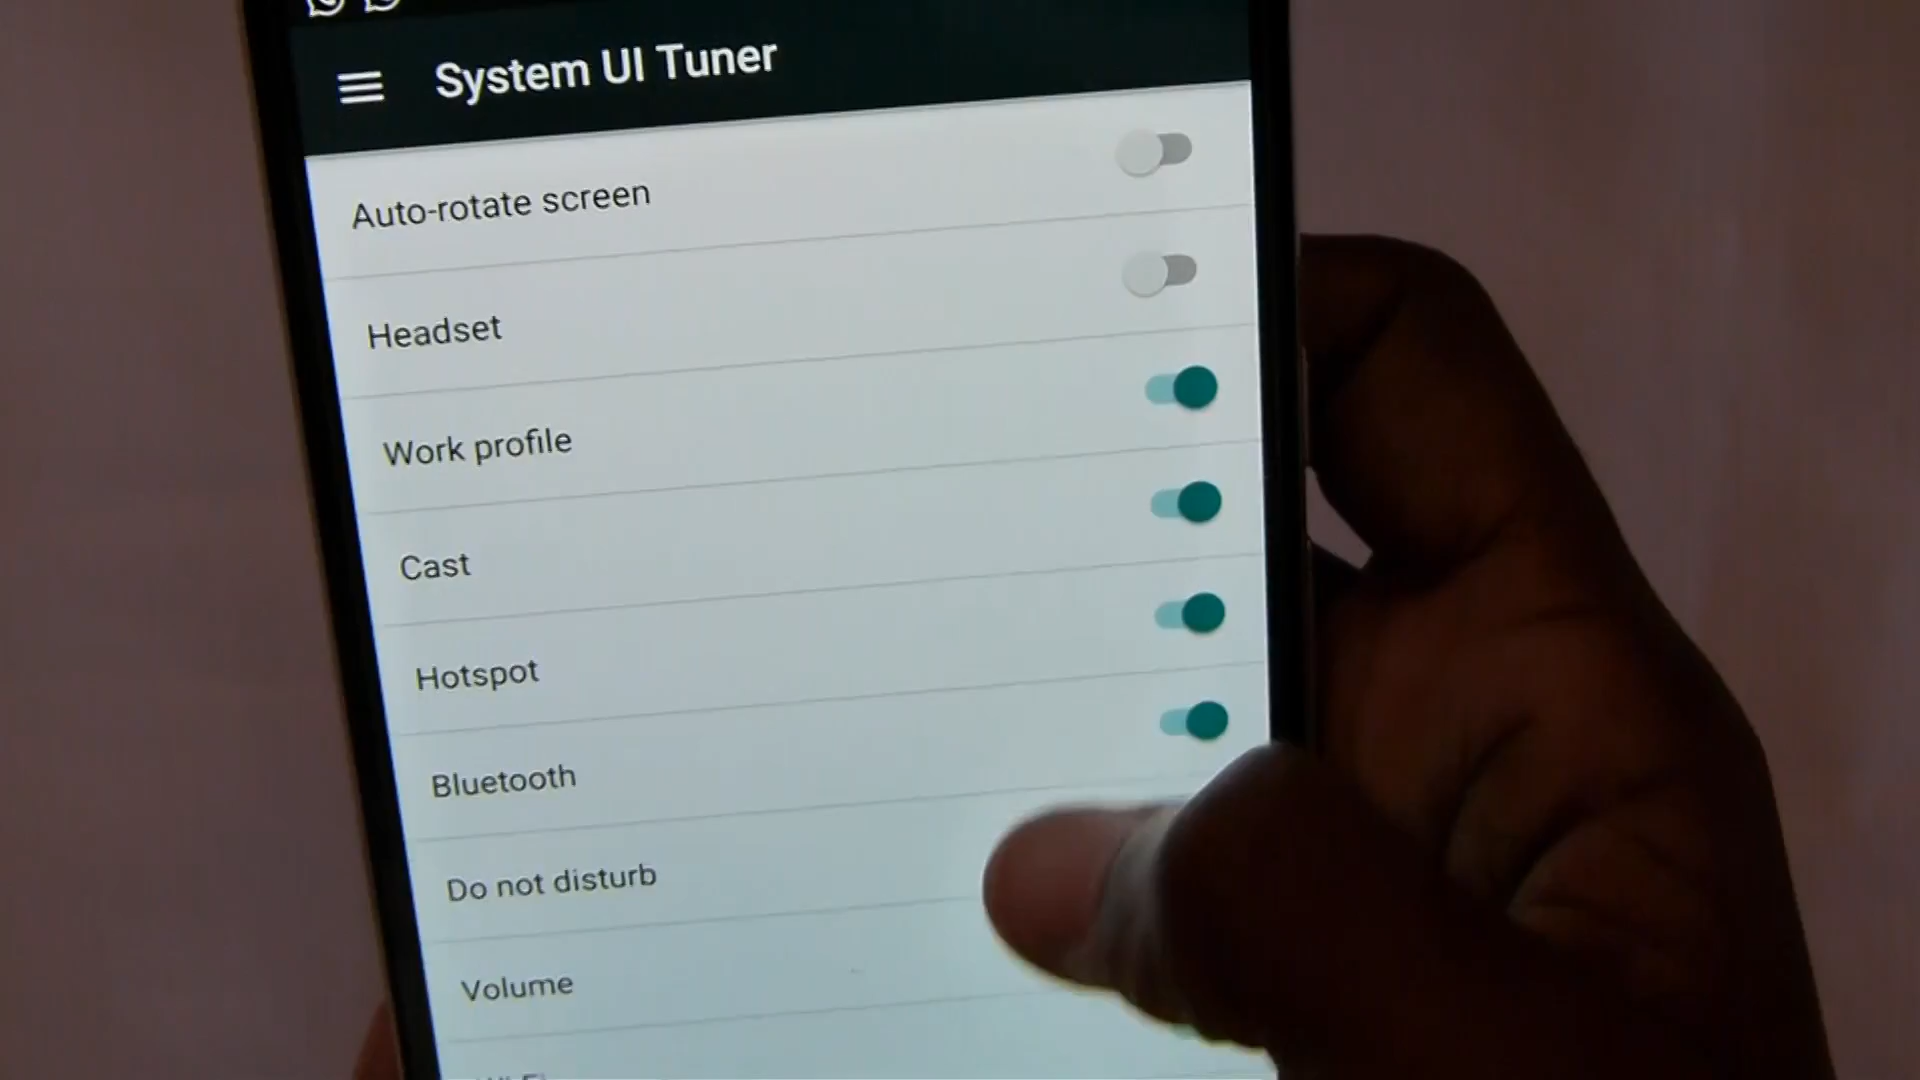 System UI Tuner
Auto-rotate screen
Headset
Work profile
Cast
Hotspot
Bluetooth
Do not disturb
Volume